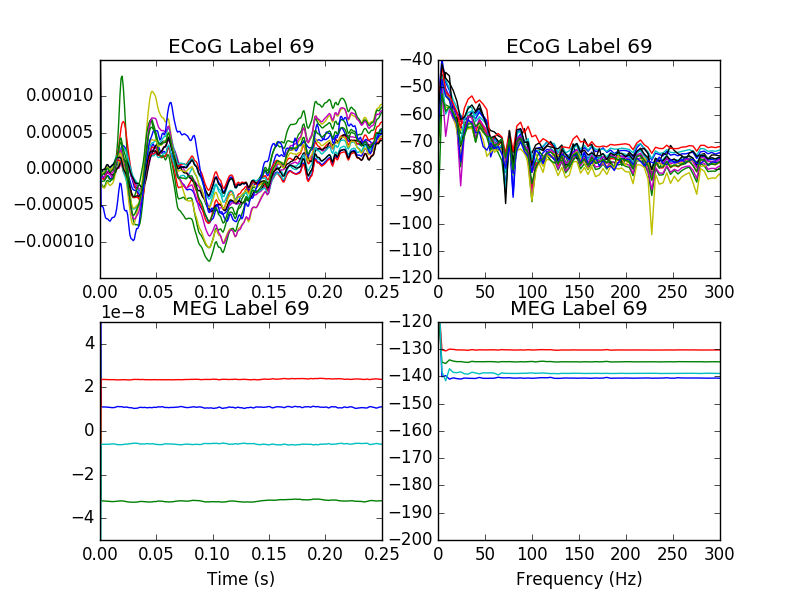 ECoG Label 69
0.00010
0.00005
0.00000
−0.00005
−0.00010
0.00 0.05 0.10 0.15 0.20 0.25
ECoG Label 69
−40
−50
−60
−70
−80
−90
−100
−110
−120
0 50 100 150 200 250 300
MEG Label 69
1e−8
4
2
0
−2
−4
0.00 0.05 0.10 0.15 0.20 0.25
Time (s)
MEG Label 69
−120
−130
−140
−150
−160
−170
−180
−190
−200
0 50 100 150 200 250 300
Frequency (Hz)